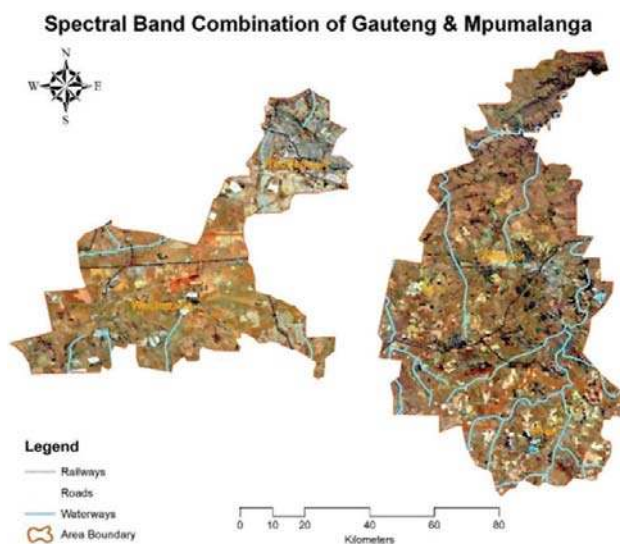 Spectral Band Combination of Gauteng & Mpumalanga
N
W E
S
Legend
Railways
Roads
Waterways
Area Boundary
0 10 20 40 60 80
Kilometers